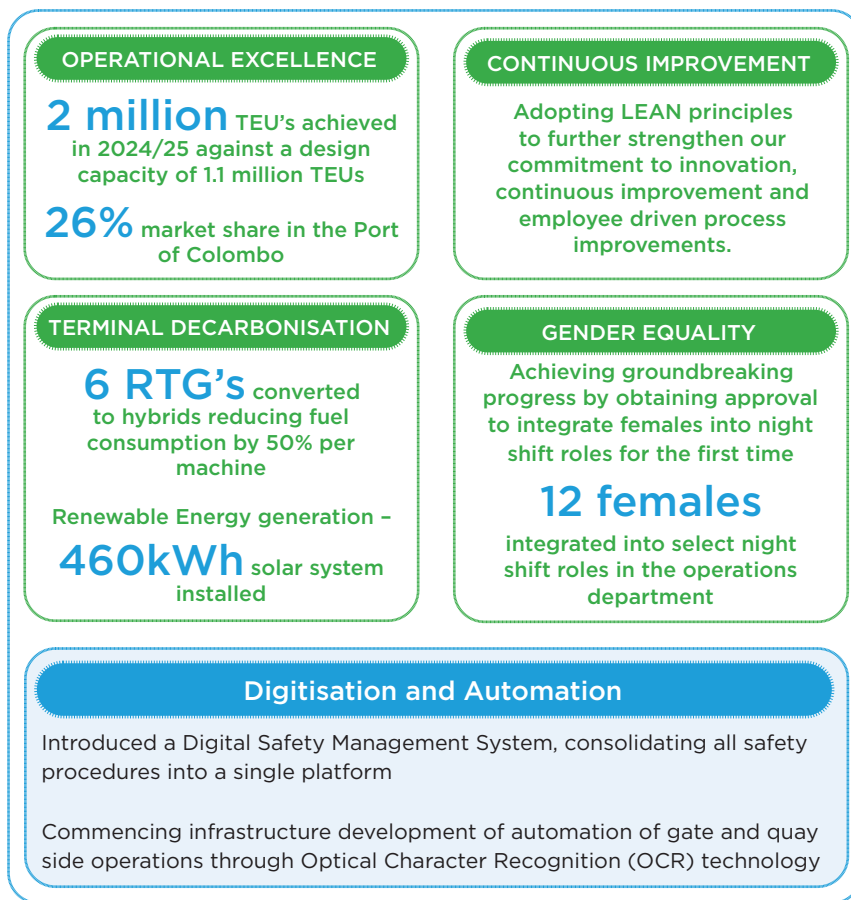 OPERATIONAL EXCELLENCE
2 million TEU's achieved
in 2024/25 against a design
capacity of 1.1 million TEUs
26% market share in the Port
of Colombo
CONTINUOUS IMPROVEMENT
Adopting LEAN principles
to further strengthen our
commitment to innovation,
continuous improvement and
employee driven process
improvements.
TERMINAL DECARBONISATION
6 RTG's converted
to hybrids reducing fuel
consumption by 50% per
machine
Renewable Energy generation –
460kWh solar system
installed
GENDER EQUALITY
Achieving groundbreaking
progress by obtaining approval
to integrate females into night
shift roles for the first time
12 females
integrated into select night
shift roles in the operations
department
Digitisation and Automation
Introduced a Digital Safety Management System, consolidating all safety
procedures into a single platform
Commencing infrastructure development of automation of gate and quay
side operations through Optical Character Recognition (OCR) technology